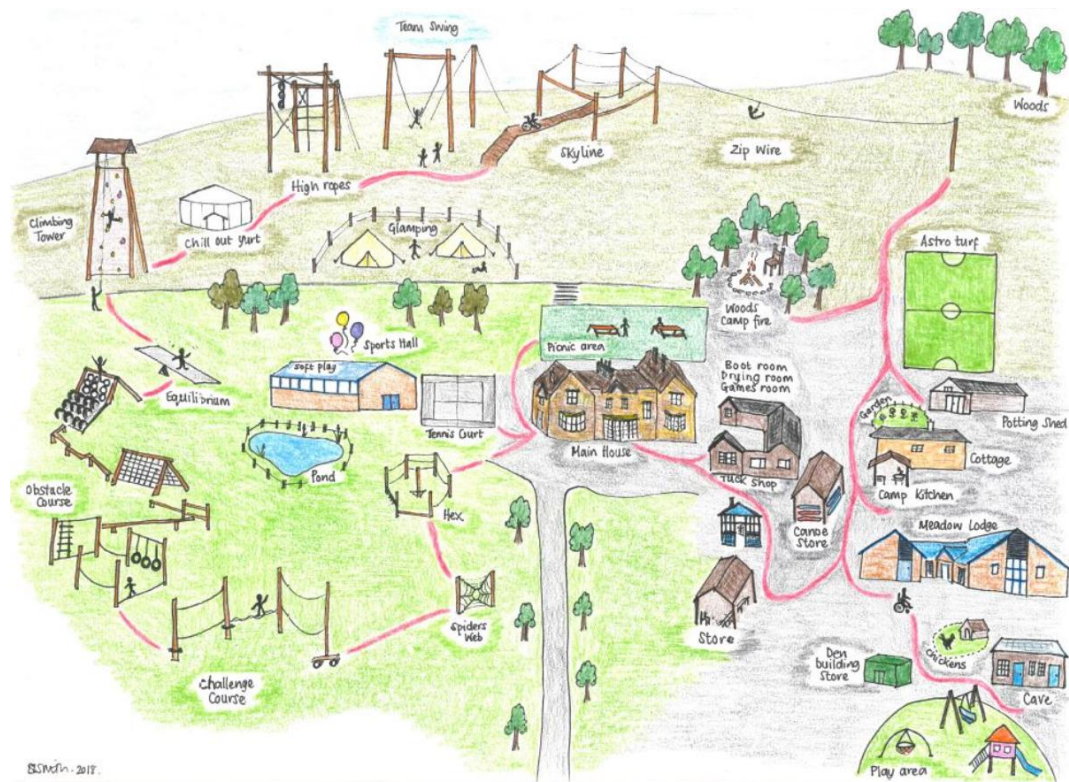 Team Swing
Woods
Skyline
Zip Wire
High ropes
Climbing
Tower
Chill out yurt
Glamping
Astro turf
Woods
Camp fire
Picnic area
Sports Hall
Soft play
Boot room
Drying room
Games room
Equilibrium
Tennis Court
Main House
Garden
Potting Shed
Cottage
Tuck Shop
Camp Kitchen
Pond
Hex
Obstacle
Course
Canoe
Store
Meadow Lodge
Spiders
Web
Store
Chickens
Den
building
Store
Challenge
Course
Cave
Play area
2018.